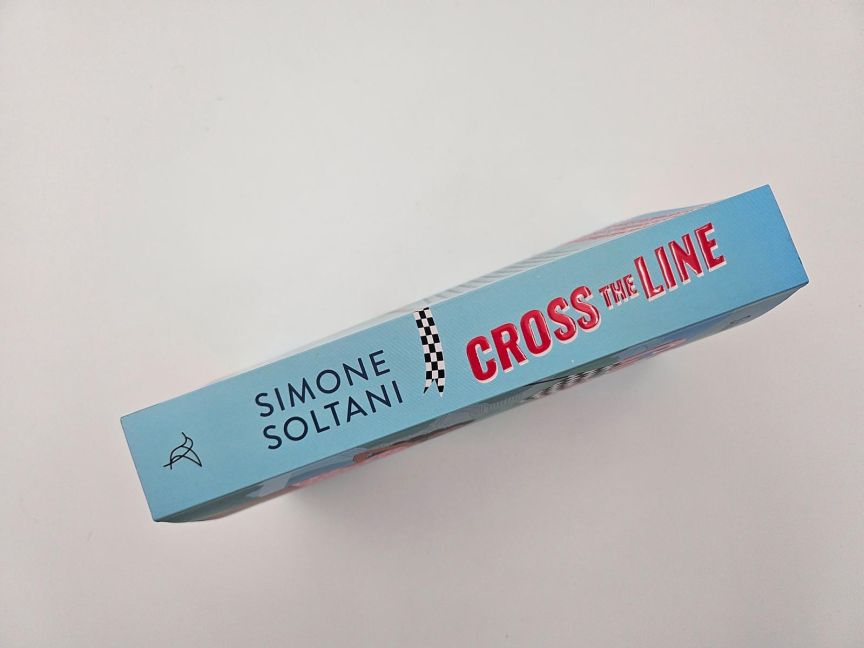 SIMONE
SOLTANI
CROSS THE LINE